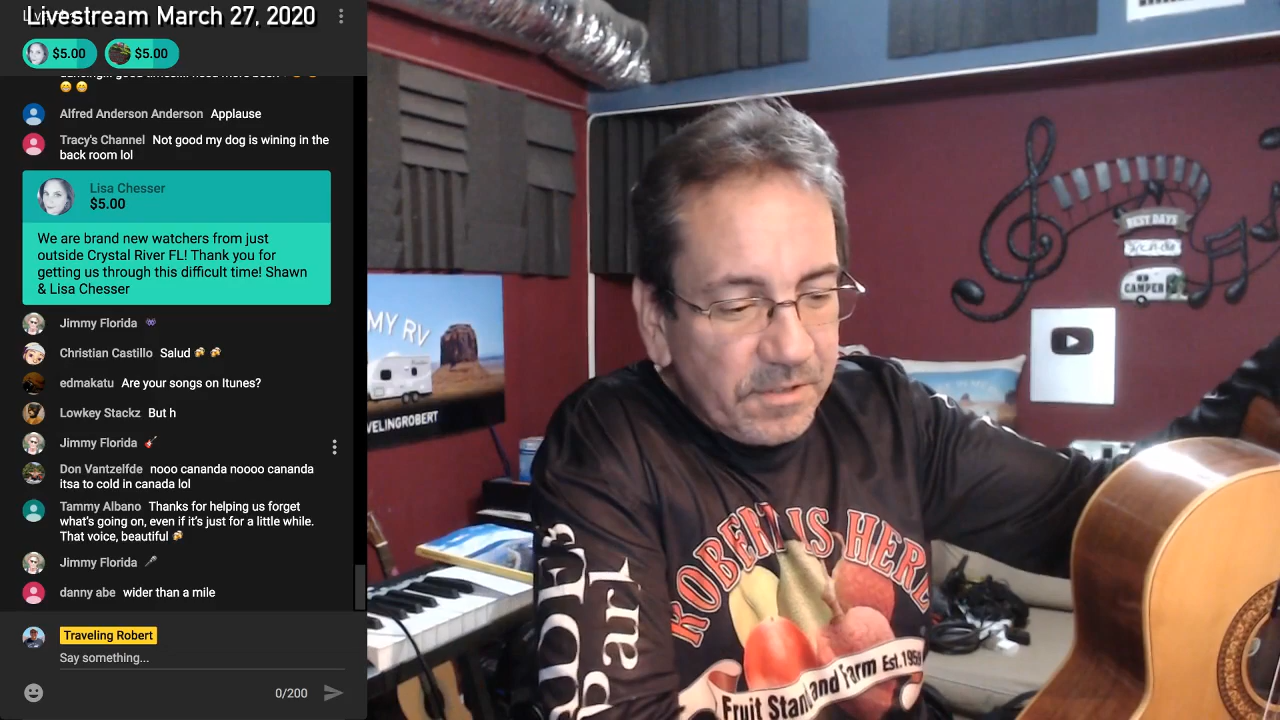 Livestream March 27, 2020
$5.00
$5.00
Alfred Anderson Anderson Applause
Tracy's Channel Not good my dog is wining in the
back room lol
Lisa Chesser
$5.00
We are brand new watchers from just
outside Crystal River FL! Thank you for
getting us through this difficult time! Shawn
& Lisa Chesser
Jimmy Florida
Christian Castillo Salud
edmakatu Are your songs on Itunes?
Lowkey Stackz But h
Jimmy Florida
Don Vantzelfde nooo cananda noooo cananda
itsa to cold in canada lol
Tammy Albano Thanks for helping us forget
what's going on, even if it's just for a little while.
That voice, beautiful
Jimmy Florida
danny abe wider than a mile
Traveling Robert
Say something...
0/200
MY RV
VELINGROBERT
BEST DAYS
CAMPER
ROBERT IS HERE
Fruit Stand and Farm Est.1959